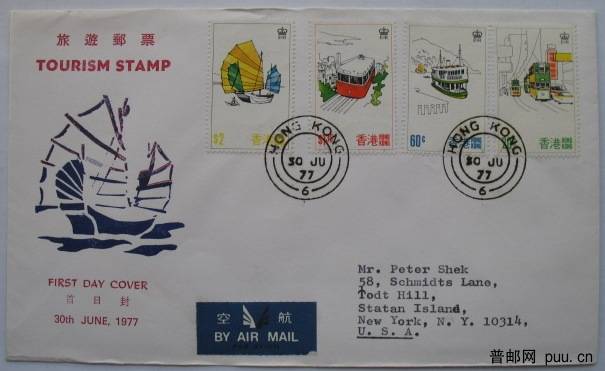 旅遊郵票
TOURISM STAMP
$2 香港
香港
60¢ 香港
香港
HONG KONG
30 JU
77
6
HONG KONG
30 JU
77
6
FIRST DAY COVER
首日封
30th JUNE, 1977
空 航
BY AIR MAIL
Mr. Peter Shek
58, Schmidts Lane,
Todt Hill,
Statan Island,
New York, N. Y. 10314,
U. S. A.
普邮网 puu.cn